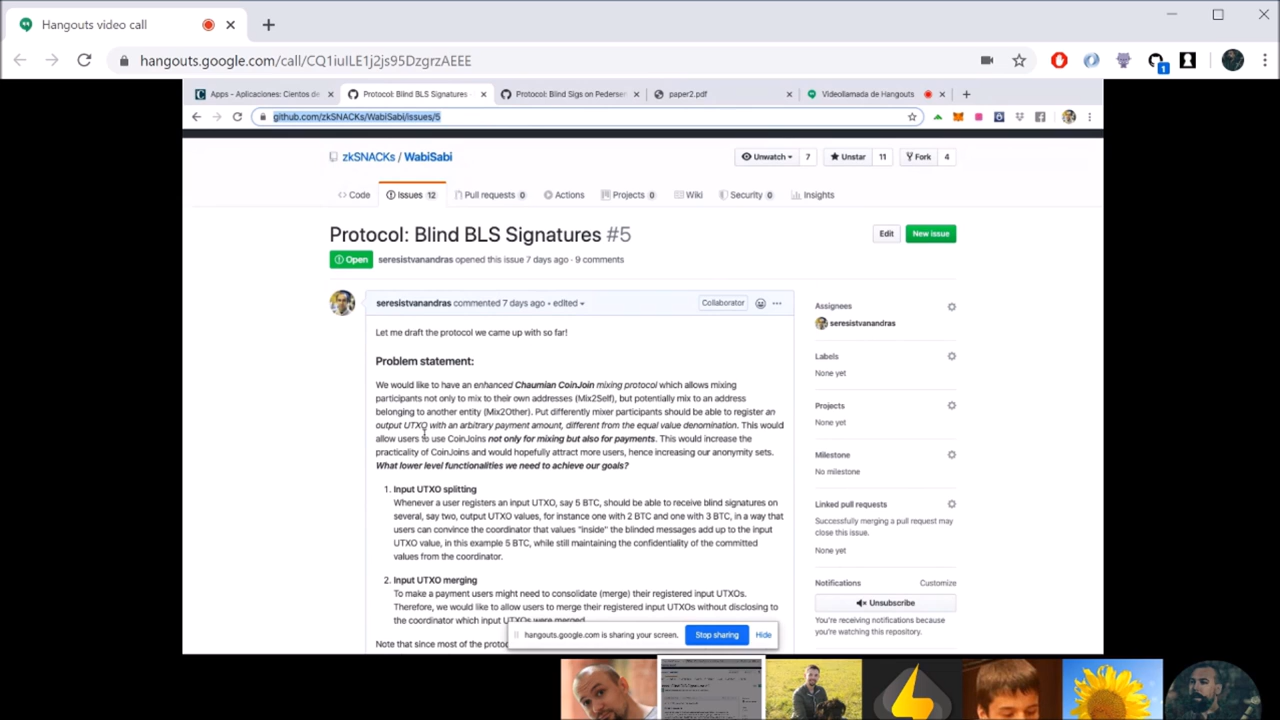 Hangouts video call
hangouts.google.com/call/CQ1iuILE1j2js95DzgrzAEEE
1
Apps - Aplicaciones: Cientos de
Protocol: Blind BLS Signatures
Protocol: Blind Sigs on Pedersen
paper2.pdf
Videollamada de Hangouts
github.com/zkSNACKs/WabiSabi/issues/5
zkSNACKs / WabiSabi
Unwatch 7
Unstar 11
Fork 4
Code
Issues 12
Pull requests 0
Actions
Projects 0
Wiki
Security 0
Insights
Protocol: Blind BLS Signatures #5
Edit
New issue
Open
seresistvanandras opened this issue 7 days ago · 9 comments
seresistvanandras commented 7 days ago • edited
Collaborator
Let me draft the protocol we came up with so far!
Problem statement:
We would like to have an enhanced Chaumian CoinJoin mixing protocol which allows mixing
participants not only to mix to their own addresses (Mix2Self), but potentially mix to an address
belonging to another entity (Mix2Other). Put differently mixer participants should be able to register an
output UTXO with an arbitrary payment amount, different from the equal value denomination. This would
allow users to use CoinJoins not only for mixing but also for payments. This would increase the
practicality of CoinJoins and would hopefully attract more users, hence increasing our anonymity sets.
What lower level functionalities we need to achieve our goals?
1. Input UTXO splitting
Whenever a user registers an input UTXO, say 5 BTC, should be able to receive blind signatures on
several, say two, output UTXO values, for instance one with 2 BTC and one with 3 BTC, in a way that
users can convince the coordinator that values "inside" the blinded messages add up to the input
UTXO value, in this example 5 BTC, while still maintaining the confidentiality of the committed
values from the coordinator.
2. Input UTXO merging
To make a payment users might need to consolidate (merge) their registered input UTXOs.
Therefore, we would like to allow users to merge their registered input UTXOs without disclosing to
the coordinator which input UTXOs were merged.
Note that since most of the proto
Assignees
seresistvanandras
Labels
None yet
Projects
None yet
Milestone
No milestone
Linked pull requests
Successfully merging a pull request may
close this issue.
None yet
Notifications
Customize
Unsubscribe
You're receiving notifications because
you're watching this repository.
hangouts.google.com is sharing your screen.
Stop sharing
Hide